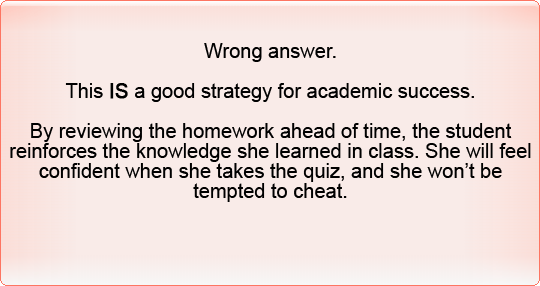 Wrong answer.
This IS a good strategy for academic success.
By reviewing the homework ahead of time, the student
reinforces the knowledge she learned in class. She will feel
confident when she takes the quiz, and she won’t be
tempted to cheat.